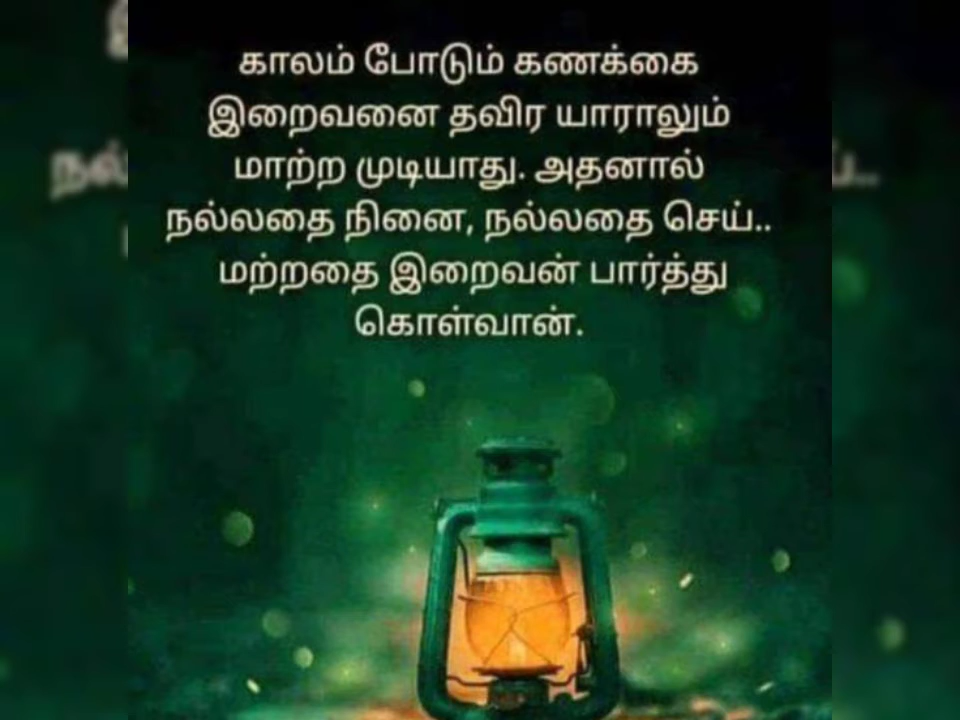 காலம் போடும் கணக்கை
இறைவனை தவிர யாராலும்
மாற்ற முடியாது. அதனால்
நல்லதை நினை, நல்லதை செய்..
மற்றதை இறைவன் பார்த்து
கொள்வான்.